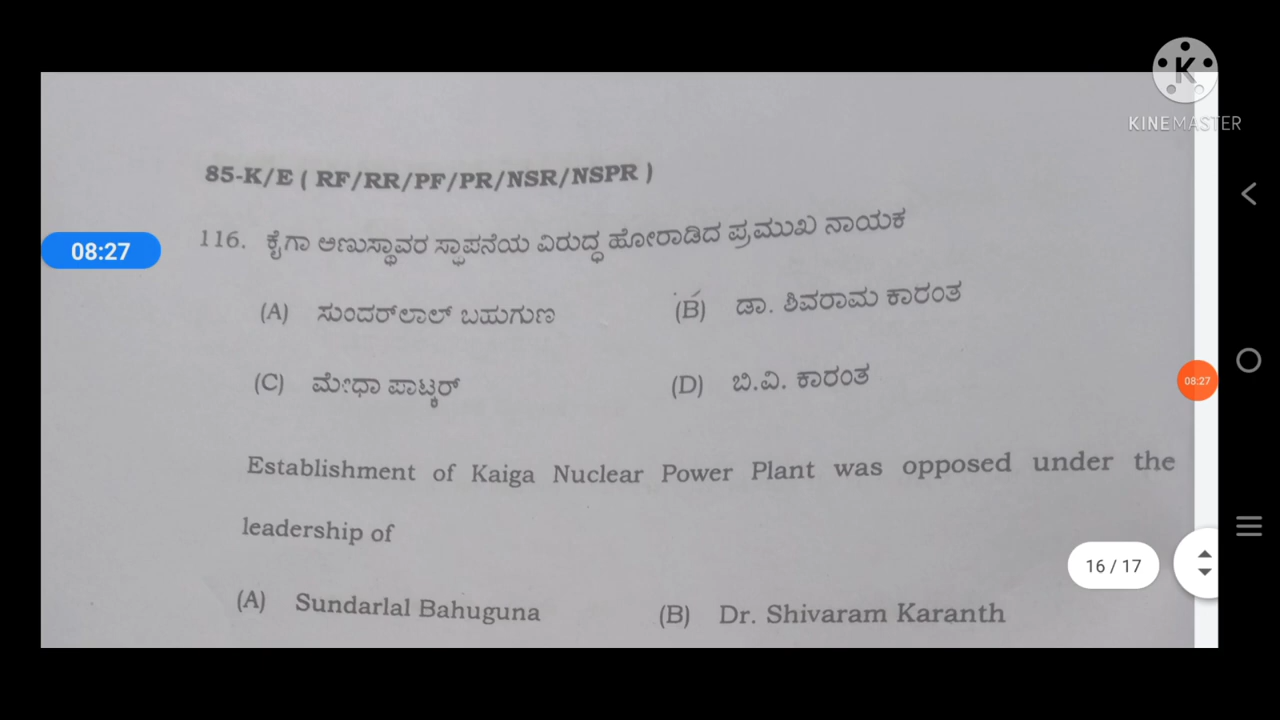 K
KINEMASTER
85-K/E ( RF/RR/PF/PR/NSR/NSPR )
08:27
116. ಕೈಗಾ ಅಣುಸ್ಥಾವರ ಸ್ಥಾಪನೆಯ ವಿರುದ್ಧ ಹೋರಾಡಿದ ಪ್ರಮುಖ ನಾಯಕ
(A) ಸುಂದರ್‌ಲಾಲ್ ಬಹುಗುಣ (B) ಡಾ. ಶಿವರಾಮ ಕಾರಂತ
(C) ಮೇಧಾ ಪಾಟ್ಕರ್ (D) ಬಿ.ವಿ. ಕಾರಂತ
08:27
Establishment of Kaiga Nuclear Power Plant was opposed under the
leadership of
16 / 17
(A) Sundarlal Bahuguna (B) Dr. Shivaram Karanth